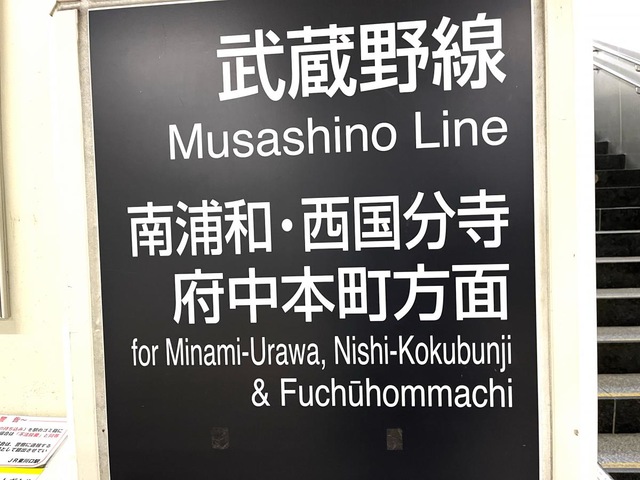 武蔵野線
Musashino Line
南浦和・西国分寺
府中本町方面
for Minami-Urawa, Nishi-Kokubunji
& Fuchūhommachi